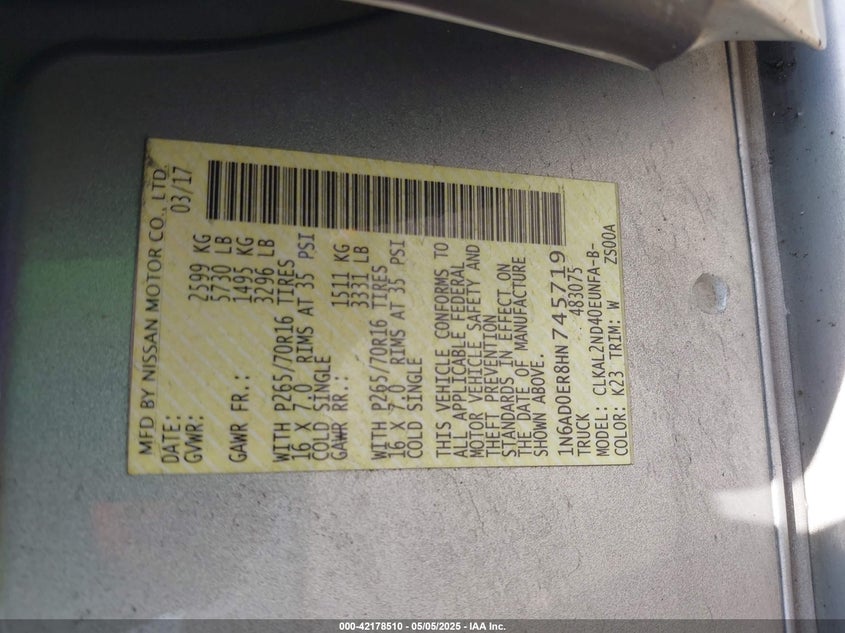 MFD BY NISSAN MOTOR CO., LTD.
DATE: 03/17
GVWR: 2599 KG
5730 LB
GAWR FR.: 1495 KG
3296 LB
WITH P265/70R16 TIRES
16 X 7.0 RIMS AT 35 PSI
COLD SINGLE
GAWR RR.: 1511 KG
3331 LB
WITH P265/70R16 TIRES
16 X 7.0 RIMS AT 35 PSI
COLD SINGLE
THIS VEHICLE CONFORMS TO
ALL APPLICABLE FEDERAL
MOTOR VEHICLE SAFETY AND
THEFT PREVENTION
STANDARDS IN EFFECT ON
THE DATE OF MANUFACTURE
SHOWN ABOVE.
1N6AD0ER8HN745719
TRUCK 483075
MODEL: CLKAL2ND40EUNFA-B-
COLOR: K23 TRIM: W ZS00A
000-42178510 - 05/05/2025 - IAA Inc.